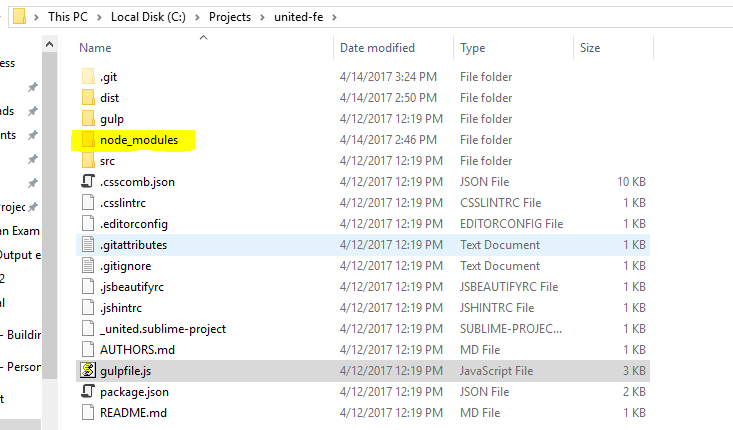 This PC > Local Disk (C:) > Projects > united-fe >
Name Date modified Type Size
ess
.git 4/14/2017 3:24 PM File folder
dist 4/14/2017 2:50 PM File folder
nds
gulp 4/12/2017 12:19 PM File folder
ents
node_modules 4/14/2017 2:46 PM File folder
src 4/12/2017 12:19 PM File folder
.csscomb.json 4/12/2017 12:19 PM JSON File 10 KB
Projec
.csslintrc 4/12/2017 12:19 PM CSSLINTRC File 1 KB
an Exam
.editorconfig 4/12/2017 12:19 PM EDITORCONFIG File 1 KB
Output e
.gitattributes 4/12/2017 12:19 PM Text Document 1 KB
.gitignore 4/12/2017 12:19 PM Text Document 1 KB
2
.jsbeautifyrc 4/12/2017 12:19 PM JSBEAUTIFYRC File 1 KB
al
.jshintrc 4/12/2017 12:19 PM JSHINTRC File 1 KB
- Buildin
_united.sublime-project 4/12/2017 12:19 PM SUBLIME-PROJEC... 1 KB
AUTHORS.md 4/12/2017 12:19 PM MD File 1 KB
- Person
gulpfile.js 4/12/2017 12:19 PM JavaScript File 3 KB
t
package.json 4/12/2017 12:19 PM JSON File 2 KB
README.md 4/12/2017 12:19 PM MD File 1 KB